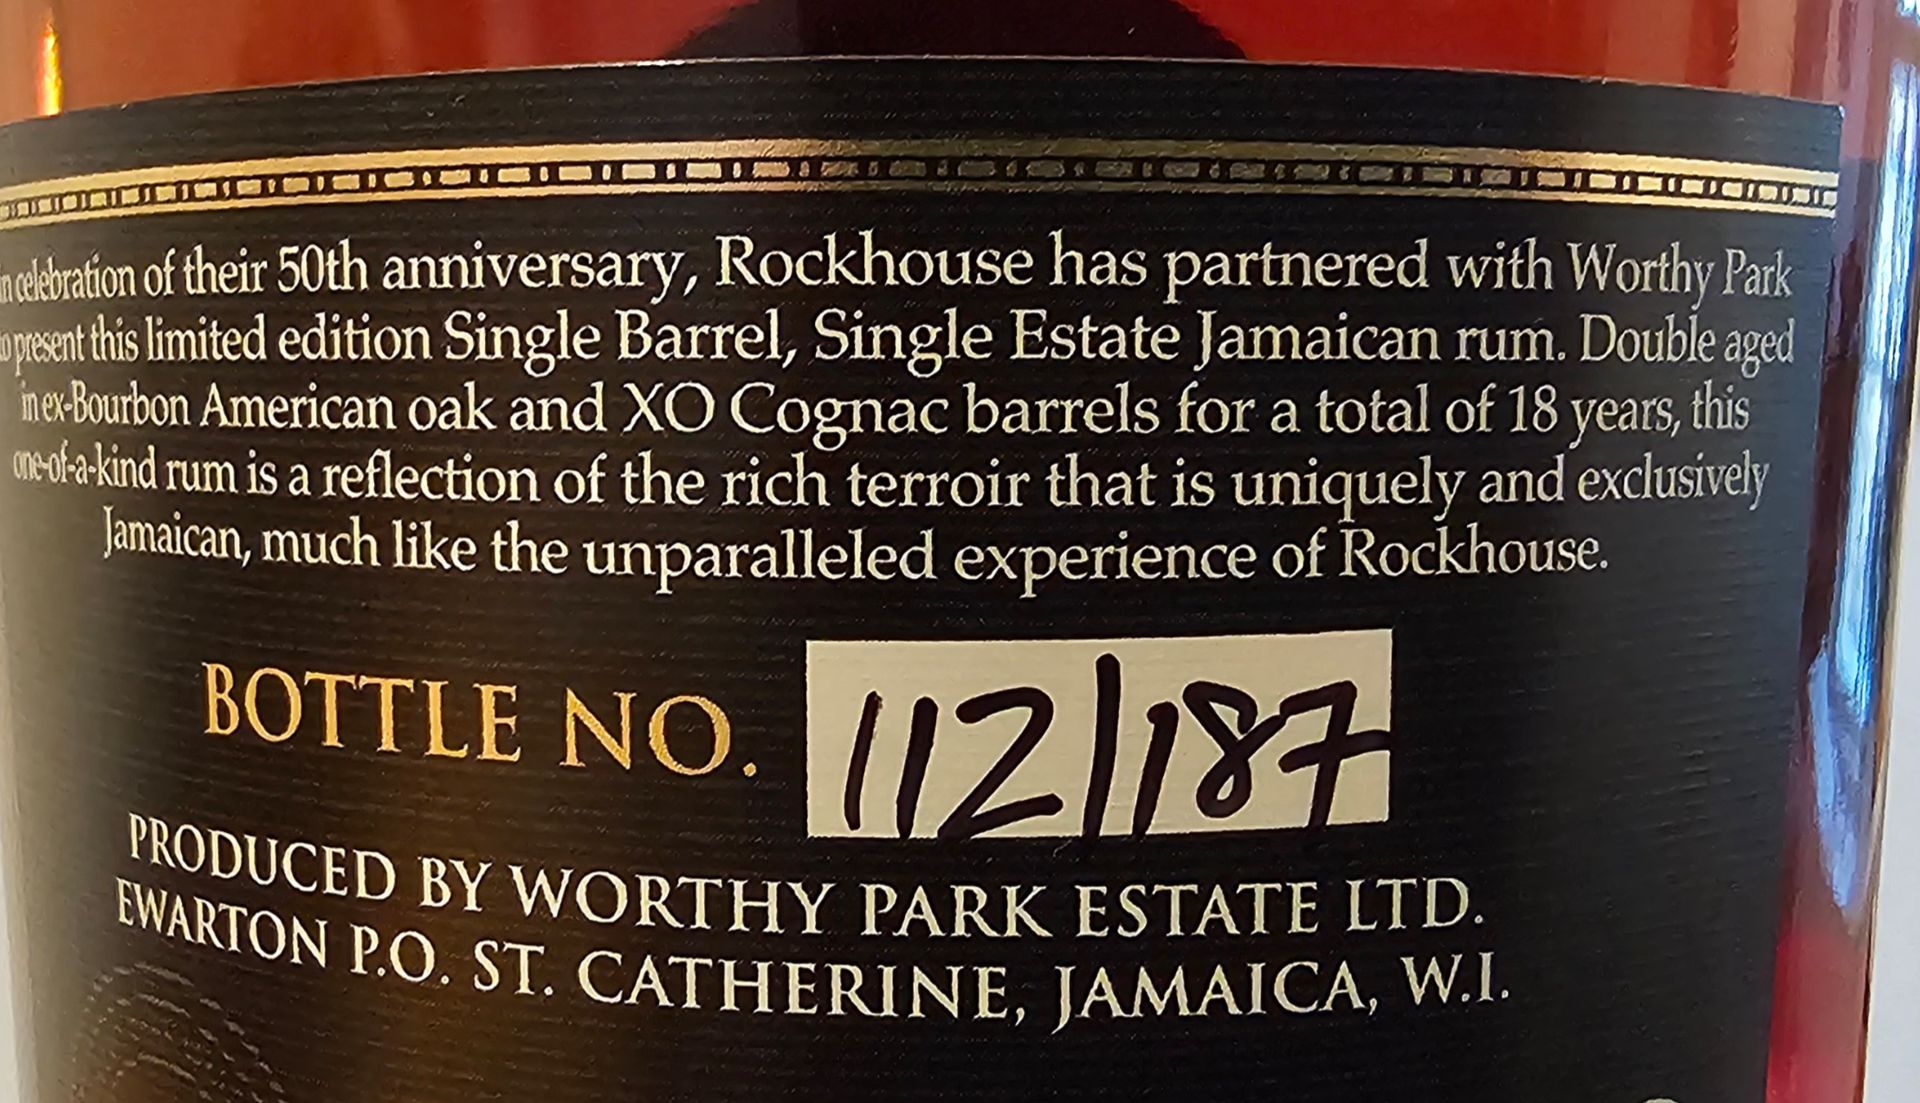 in celebration of their 50th anniversary, Rockhouse has partnered with Worthy Park
to present this limited edition Single Barrel, Single Estate Jamaican rum. Double aged
in ex-Bourbon American oak and XO Cognac barrels for a total of 18 years, this
one-of-a-kind rum is a reflection of the rich terroir that is uniquely and exclusively
Jamaican, much like the unparalleled experience of Rockhouse.
BOTTLE NO. 112/187
PRODUCED BY WORTHY PARK ESTATE LTD.
EWARTON P.O. ST. CATHERINE, JAMAICA, W.I.